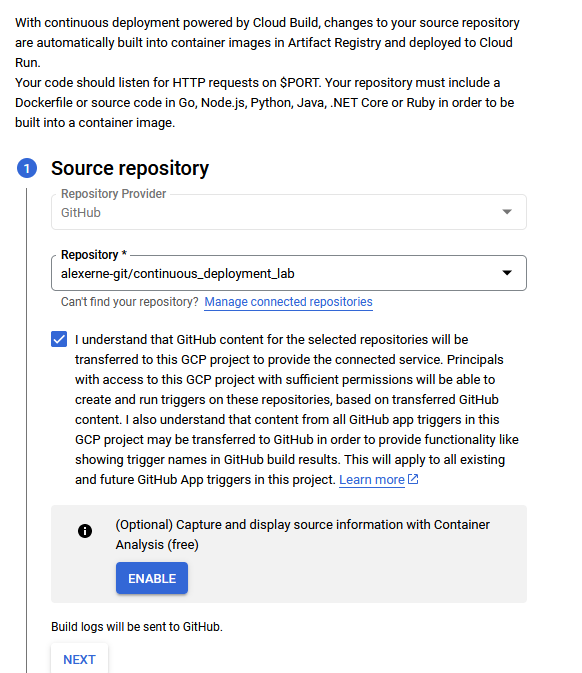 With continuous deployment powered by Cloud Build, changes to your source repository
are automatically built into container images in Artifact Registry and deployed to Cloud
Run.
Your code should listen for HTTP requests on $PORT. Your repository must include a
Dockerfile or source code in Go, Node.js, Python, Java, .NET Core or Ruby in order to be
built into a container image.
1 Source repository
Repository Provider
GitHub
Repository *
alexerne-git/continuous_deployment_lab
Can't find your repository? Manage connected repositories
I understand that GitHub content for the selected repositories will be
transferred to this GCP project to provide the connected service. Principals
with access to this GCP project with sufficient permissions will be able to
create and run triggers on these repositories, based on transferred GitHub
content. I also understand that content from all GitHub app triggers in this
GCP project may be transferred to GitHub in order to provide functionality like
showing trigger names in GitHub build results. This will apply to all existing
and future GitHub App triggers in this project. Learn more
(Optional) Capture and display source information with Container
Analysis (free)
ENABLE
Build logs will be sent to GitHub.
NEXT